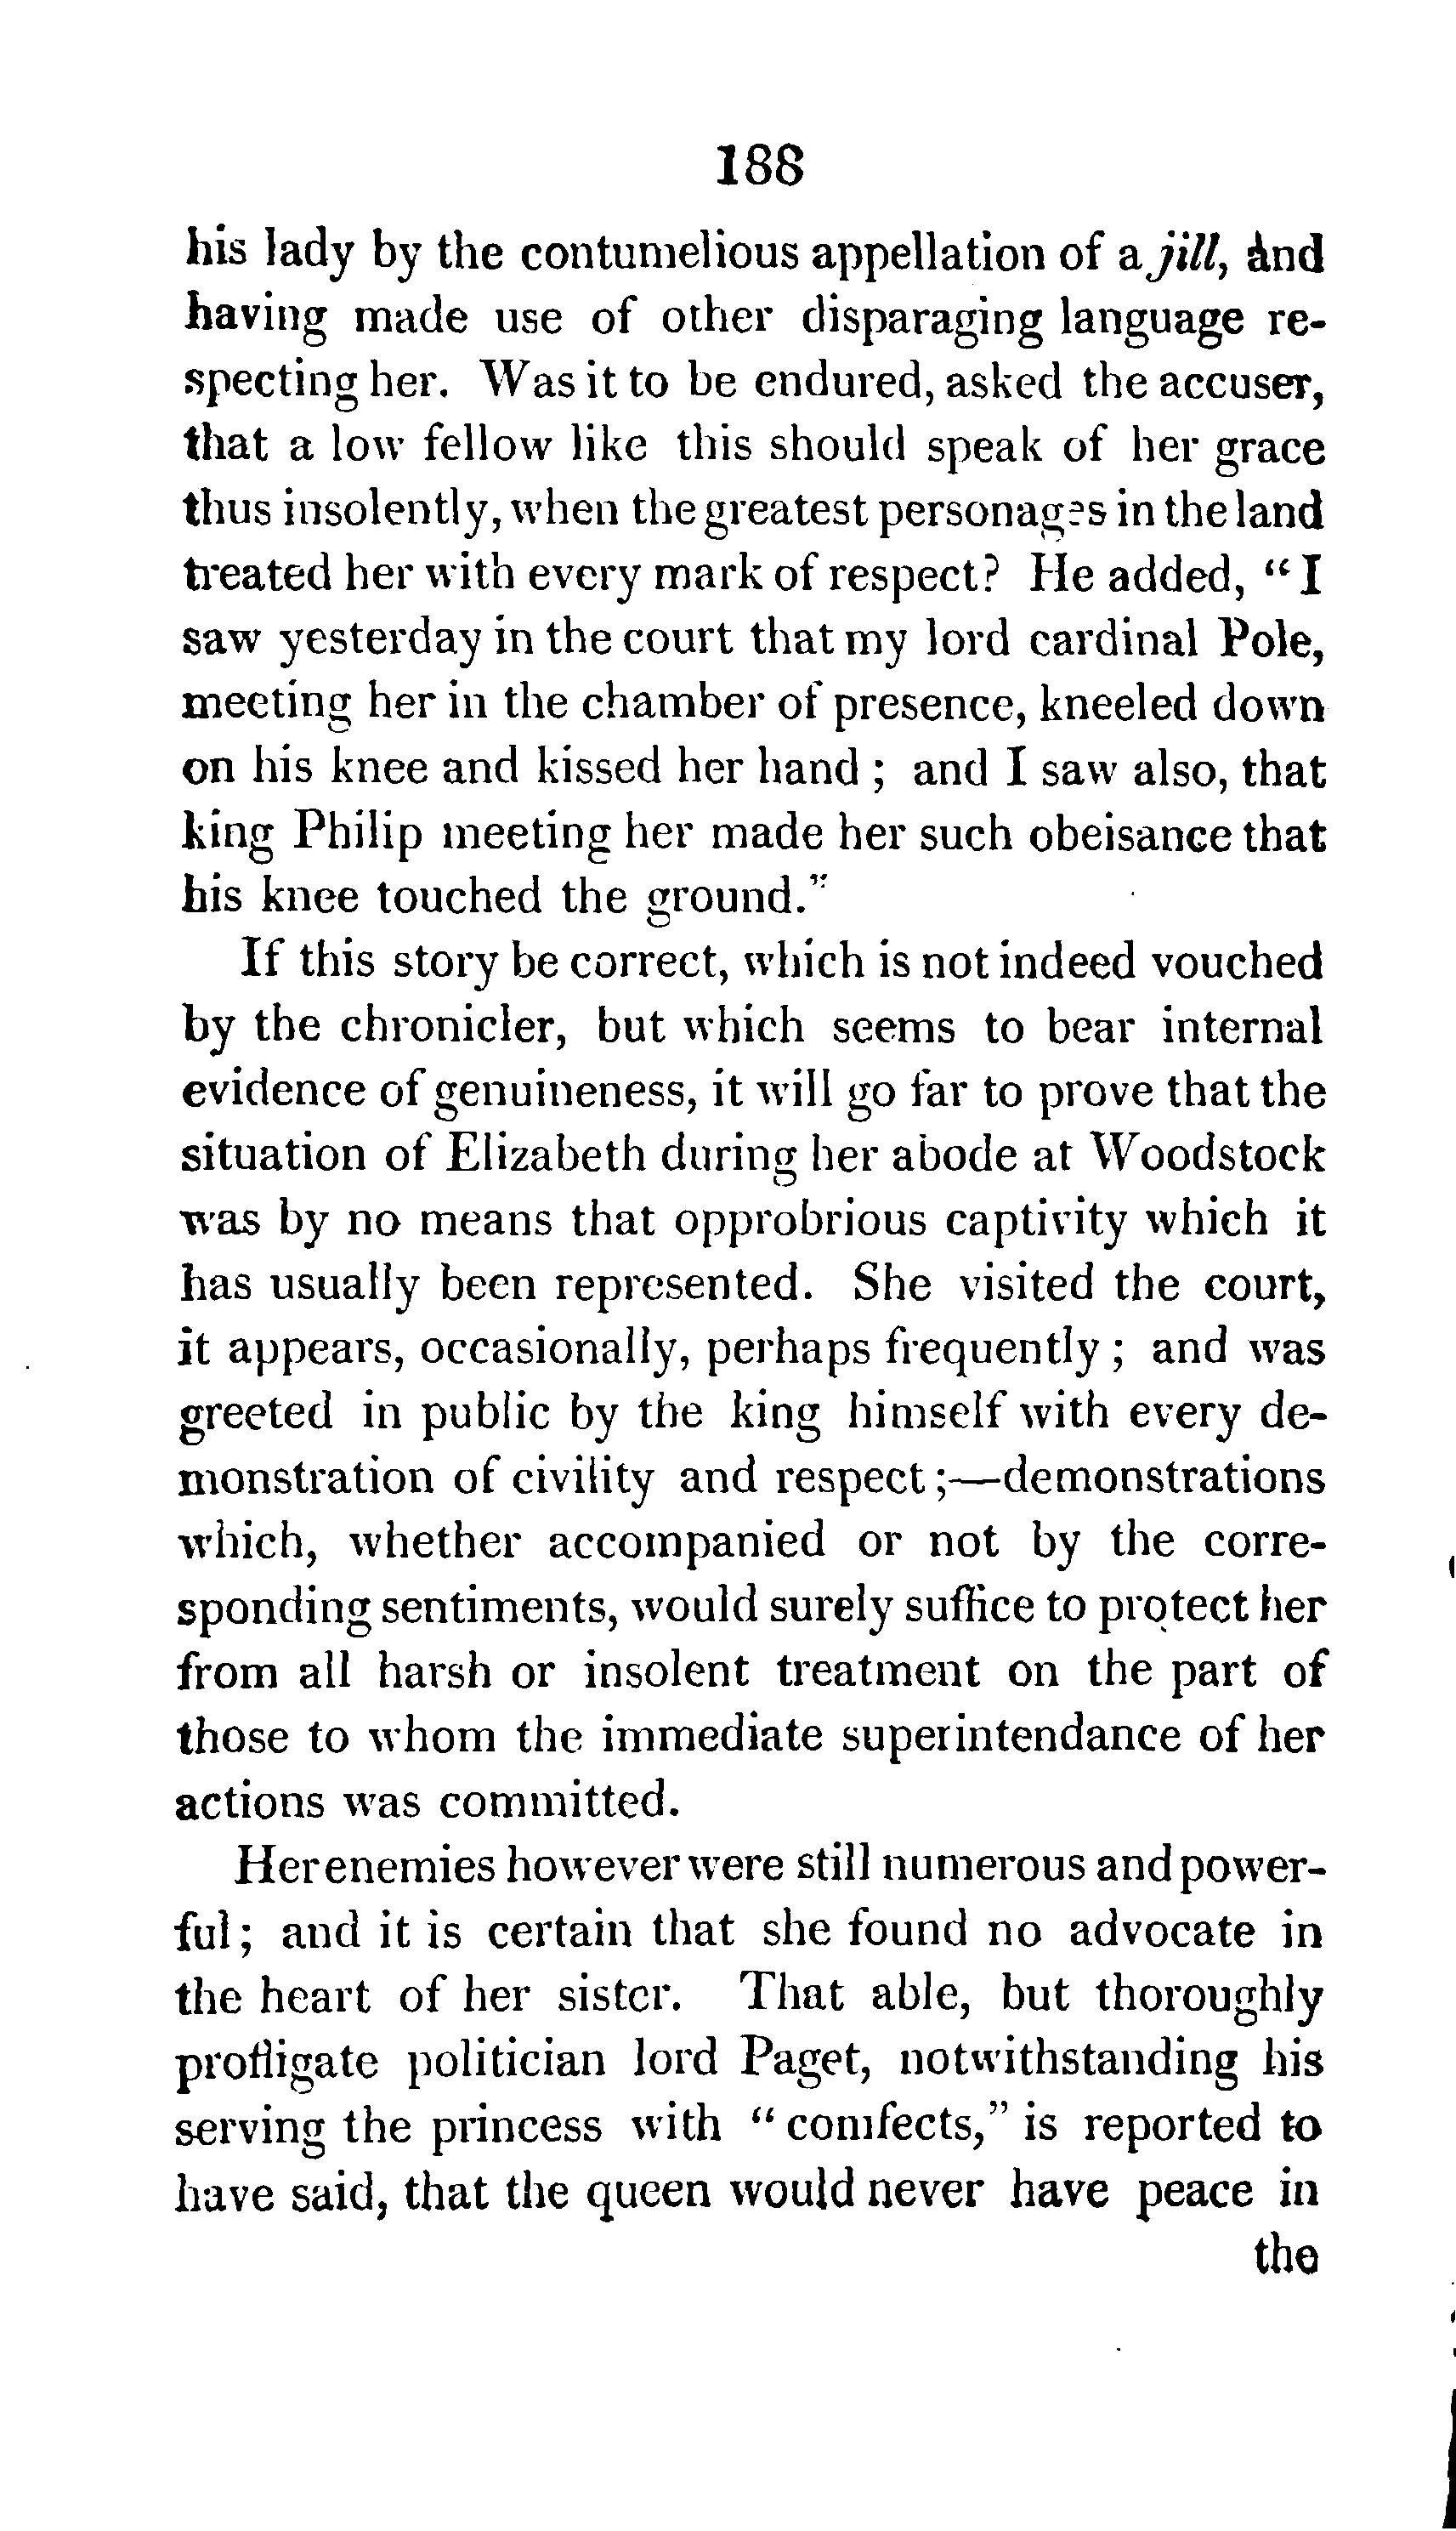 188
his lady by the contumelious appellation of a jill, and
having made use of other disparaging language re-
specting her. Was it to be endured, asked the accuser,
that a low fellow like this should speak of her grace
thus insolently, when the greatest personages in the land
treated her with every mark of respect? He added, “I
saw yesterday in the court that my lord cardinal Pole,
meeting her in the chamber of presence, kneeled down
on his knee and kissed her hand ; and I saw also, that
king Philip meeting her made her such obeisance that
his knee touched the ground.”
If this story be correct, which is not indeed vouched
by the chronicler, but which seems to bear internal
evidence of genuineness, it will go far to prove that the
situation of Elizabeth during her abode at Woodstock
was by no means that opprobrious captivity which it
has usually been represented. She visited the court,
it appears, occasionally, perhaps frequently ; and was
greeted in public by the king himself with every de-
monstration of civility and respect ;—demonstrations
which, whether accompanied or not by the corre-
sponding sentiments, would surely suffice to protect her
from all harsh or insolent treatment on the part of
those to whom the immediate superintendance of her
actions was committed.
Her enemies however were still numerous and power-
ful ; and it is certain that she found no advocate in
the heart of her sister. That able, but thoroughly
profligate politician lord Paget, notwithstanding his
serving the princess with “comfects,” is reported to
have said, that the queen would never have peace in
the